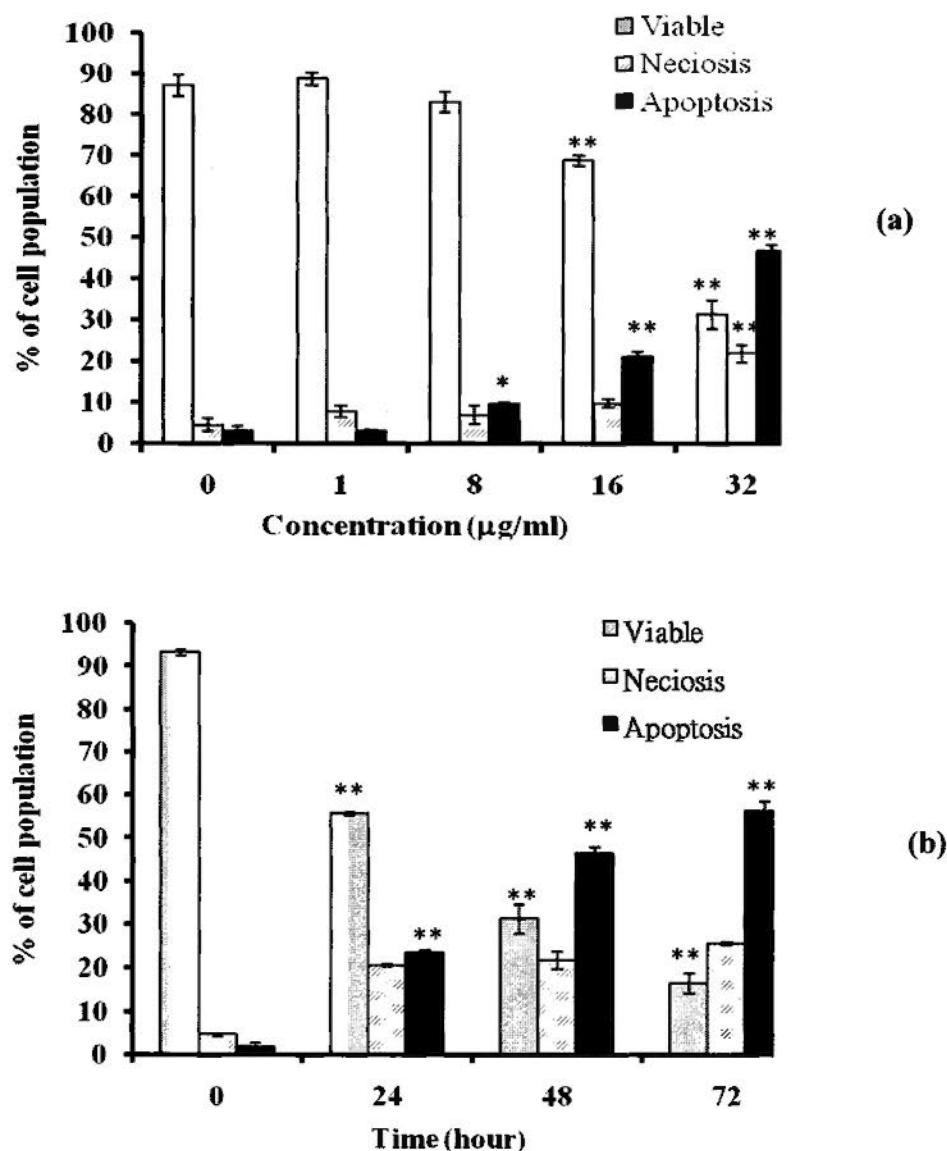 100
90
80
70
60
50
40
30
20
10
0
% of cell population
Viable
Neciosis
Apoptosis
*
**
**
**
**
**
0 1 8 16 32
Concentration (µg/ml)
(a)
100
90
80
70
60
50
40
30
20
10
0
% of cell population
Viable
Neciosis
Apoptosis
**
**
**
**
**
**
0 24 48 72
Time (hour)
(b)